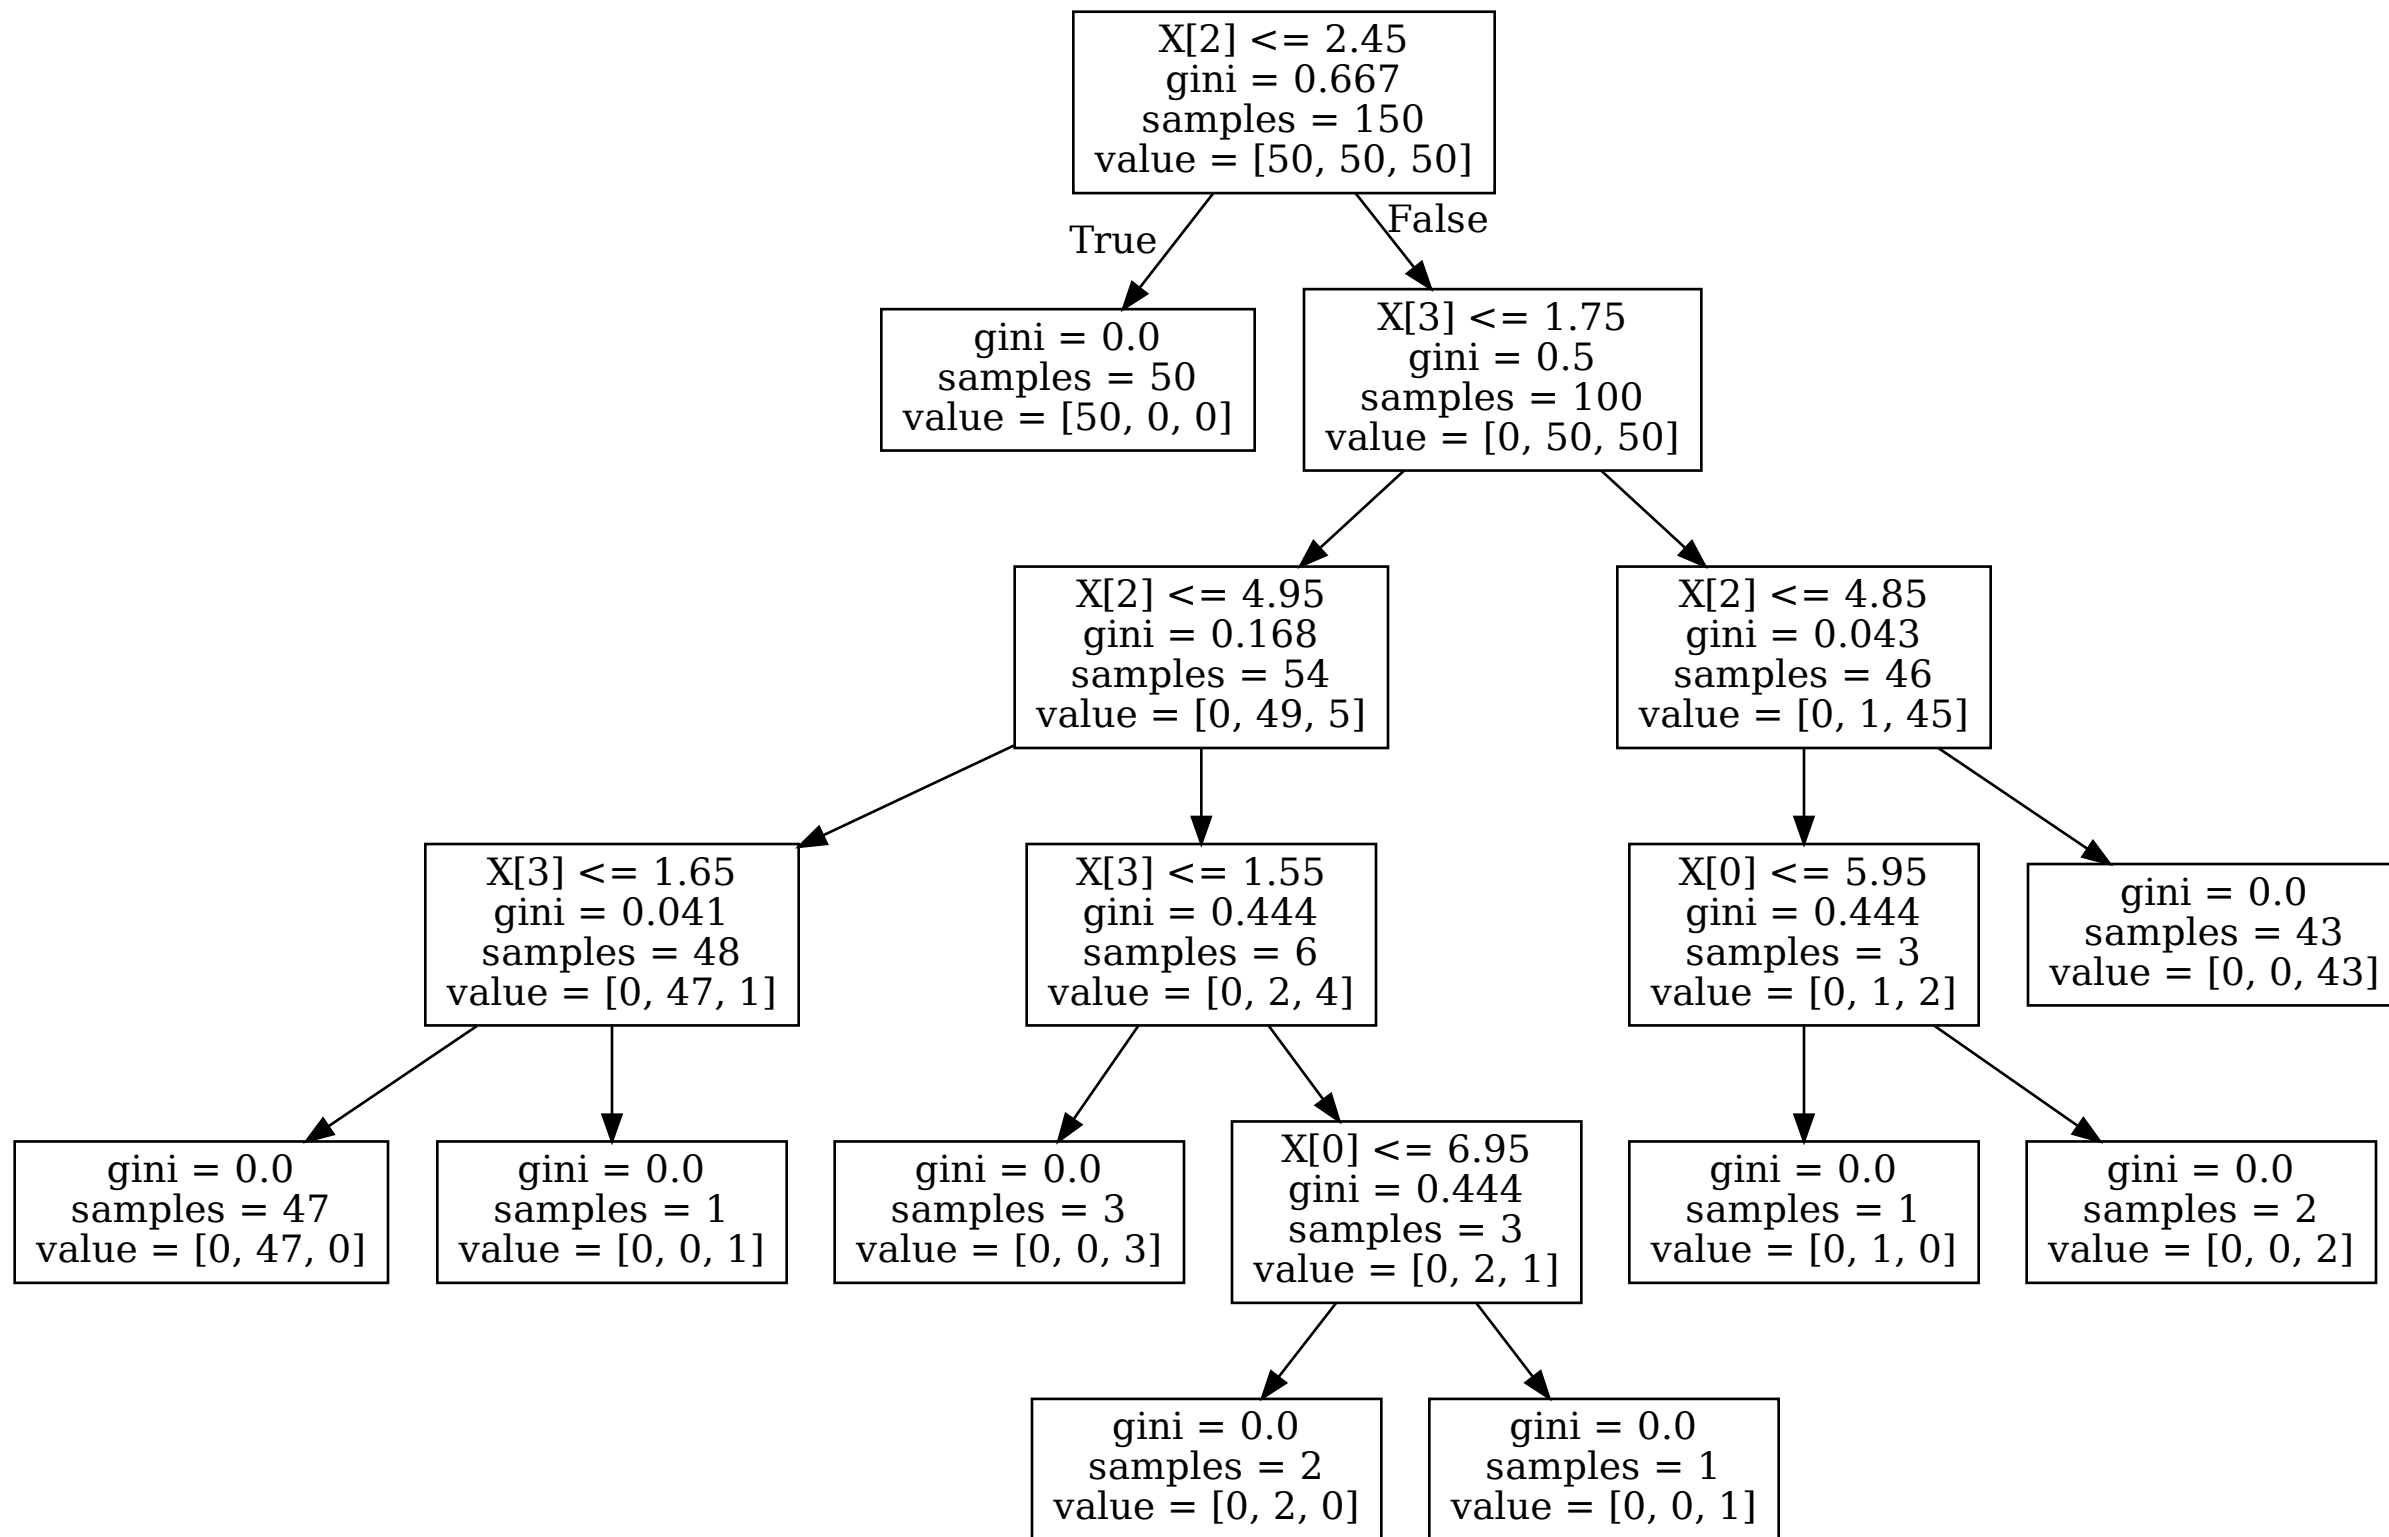 X[2] <= 2.45
gini = 0.667
samples = 150
value = [50, 50, 50]
True
False
gini = 0.0
samples = 50
value = [50, 0, 0]
X[3] <= 1.75
gini = 0.5
samples = 100
value = [0, 50, 50]
X[2] <= 4.95
gini = 0.168
samples = 54
value = [0, 49, 5]
X[2] <= 4.85
gini = 0.043
samples = 46
value = [0, 1, 45]
X[3] <= 1.65
gini = 0.041
samples = 48
value = [0, 47, 1]
X[3] <= 1.55
gini = 0.444
samples = 6
value = [0, 2, 4]
X[0] <= 5.95
gini = 0.444
samples = 3
value = [0, 1, 2]
gini = 0.0
samples = 43
value = [0, 0, 43]
gini = 0.0
samples = 47
value = [0, 47, 0]
gini = 0.0
samples = 1
value = [0, 0, 1]
gini = 0.0
samples = 3
value = [0, 0, 3]
X[0] <= 6.95
gini = 0.444
samples = 3
value = [0, 2, 1]
gini = 0.0
samples = 1
value = [0, 1, 0]
gini = 0.0
samples = 2
value = [0, 0, 2]
gini = 0.0
samples = 2
value = [0, 2, 0]
gini = 0.0
samples = 1
value = [0, 0, 1]